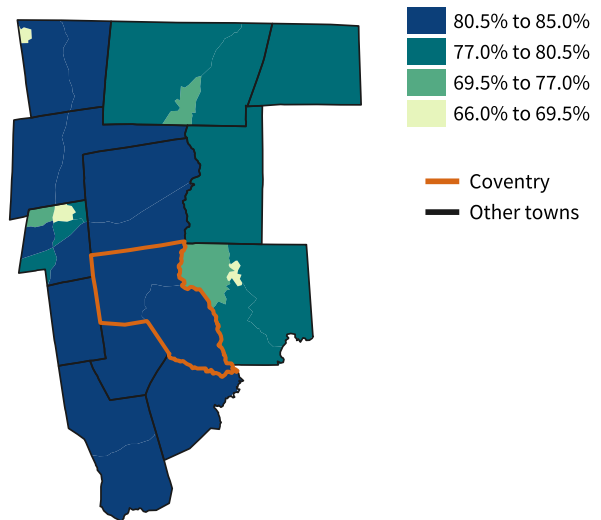 80.5% to 85.0%
77.0% to 80.5%
69.5% to 77.0%
66.0% to 69.5%
Coventry
Other towns